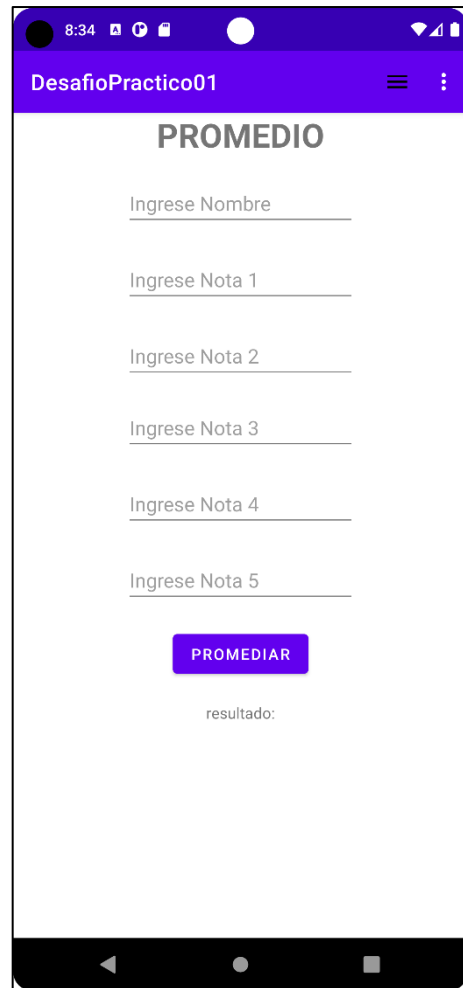 8:34
DesafioPractico01
PROMEDIO
Ingrese Nombre
Ingrese Nota 1
Ingrese Nota 2
Ingrese Nota 3
Ingrese Nota 4
Ingrese Nota 5
PROMEDIAR
resultado: